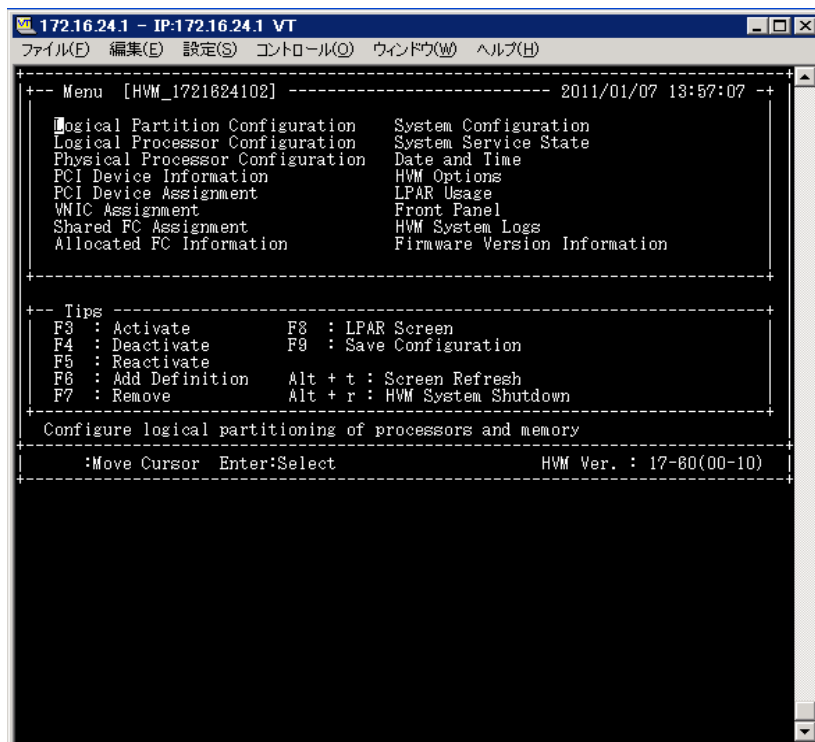 172.16.24.1 - IP:172.16.24.1 VT
ファイル(F) 編集(E) 設定(S) コントロール(O) ウィンドウ(W) ヘルプ(H)
+-- Menu [HVM_1721624102] --------------------------- 2011/01/07 13:57:07 -+
Logical Partition Configuration System Configuration
Logical Processor Configuration System Service State
Physical Processor Configuration Date and Time
PCI Device Information HVM Options
PCI Device Assignment LPAR Usage
VNIC Assignment Front Panel
Shared FC Assignment HVM System Logs
Allocated FC Information Firmware Version Information
+-- Tips
F3 : Activate F8 : LPAR Screen
F4 : Deactivate F9 : Save Configuration
F5 : Reactivate
F6 : Add Definition Alt + t : Screen Refresh
F7 : Remove Alt + r : HVM System Shutdown
Configure logical partitioning of processors and memory
:Move Cursor Enter:Select HVM Ver. : 17-60(00-10)